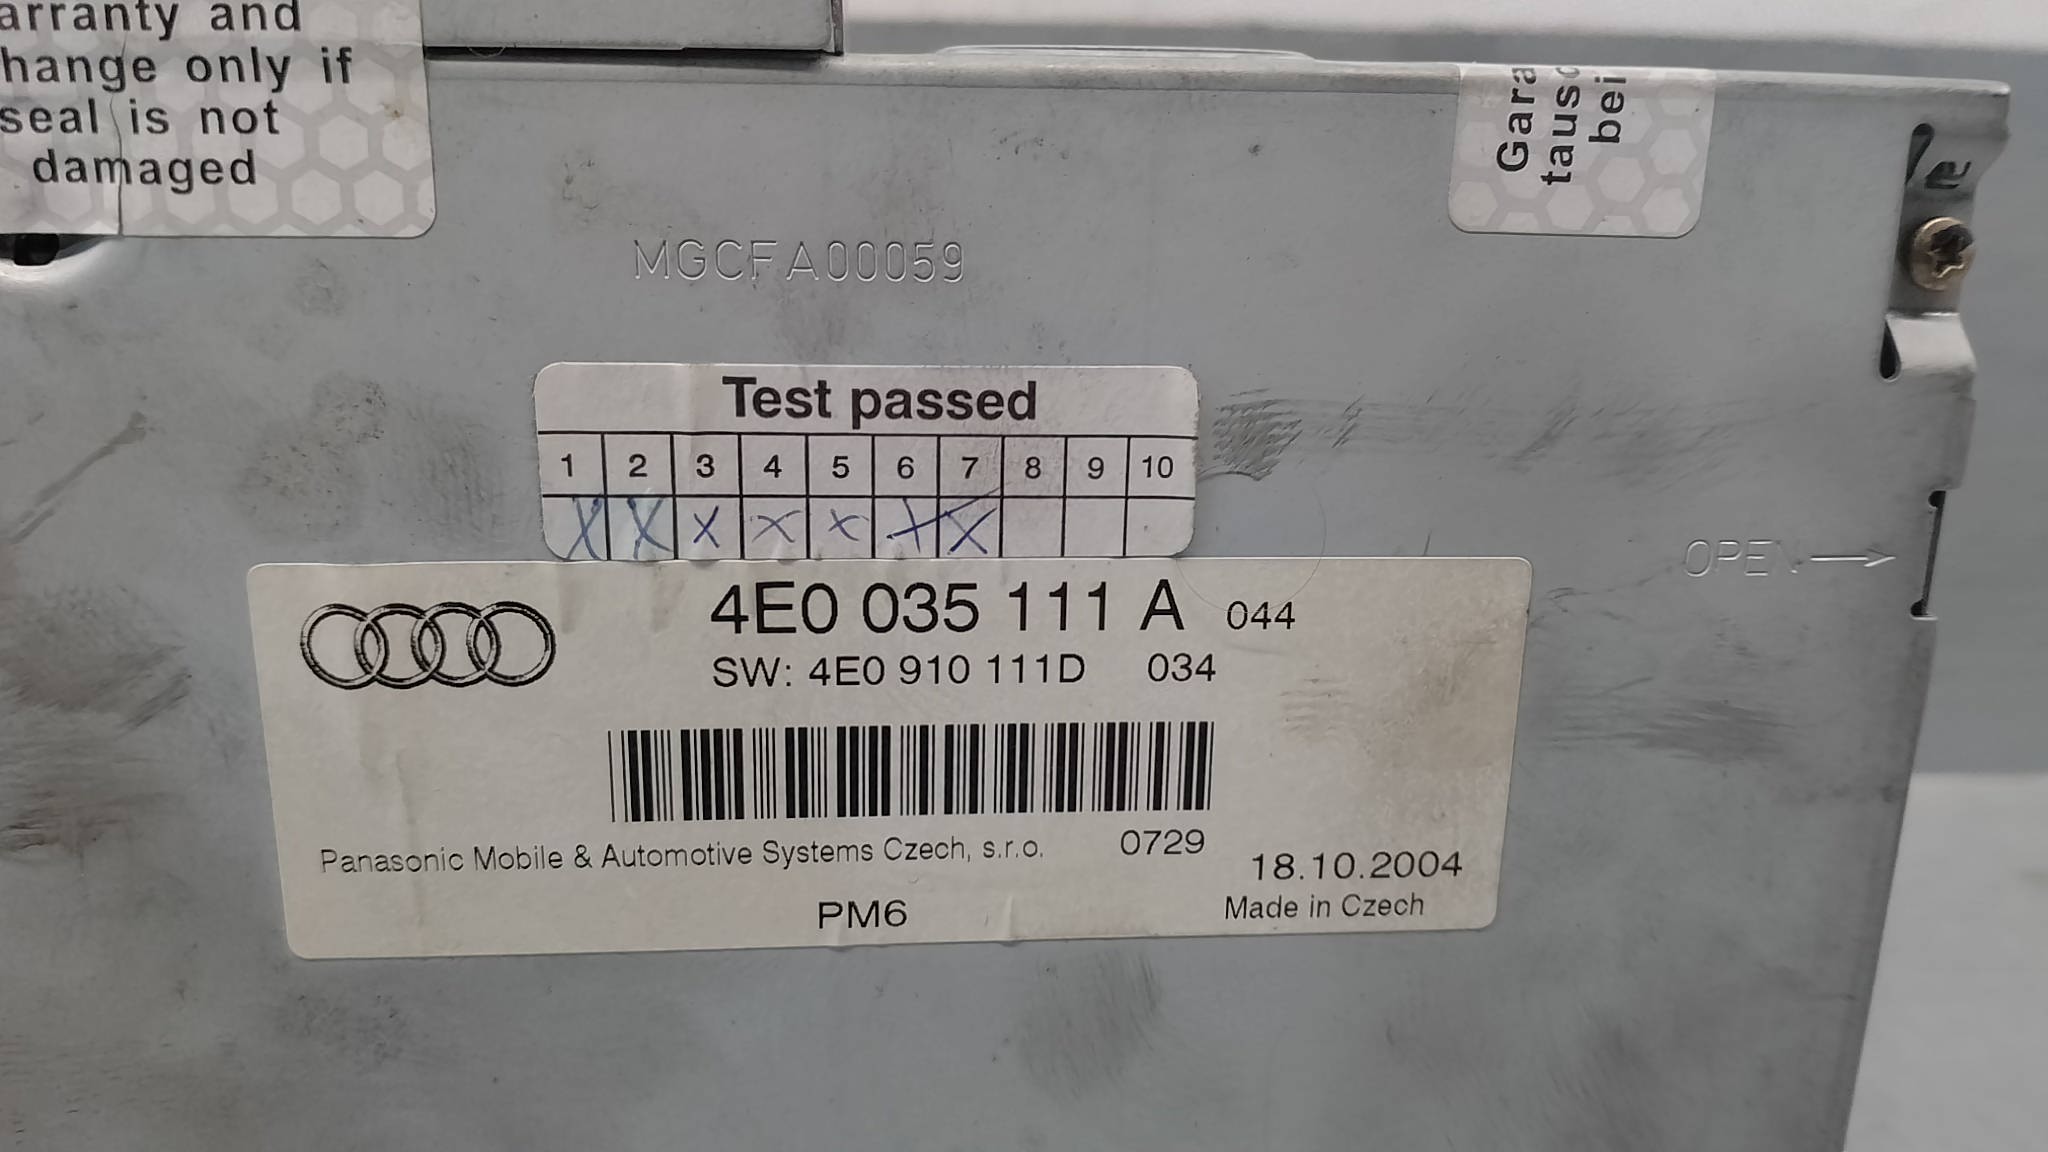 arranty and
hange only if
seal is not
damaged
Gara
tausc
bei
MGCFA00059
Test passed
1 2 3 4 5 6 7 8 9 10
X X X X X X X
OPEN
4E0 035 111 A 044
SW: 4E0 910 111D 034
Panasonic Mobile & Automotive Systems Czech, s.r.o. 0729
18.10.2004
PM6
Made in Czech